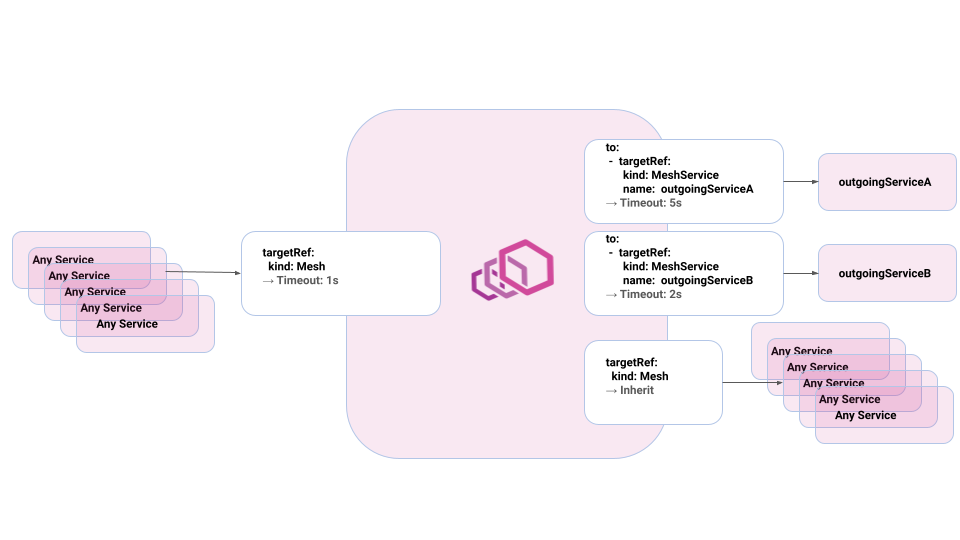 Any Service
Any Service
Any Service
Any Service
Any Service
targetRef:
kind: Mesh
→ Timeout: 1s
to:
- targetRef:
kind: MeshService
name: outgoingServiceA
→ Timeout: 5s
outgoingServiceA
to:
- targetRef:
kind: MeshService
name: outgoingServiceB
→ Timeout: 2s
outgoingServiceB
targetRef:
kind: Mesh
→ Inherit
Any Service
Any Service
Any Service
Any Service
Any Service